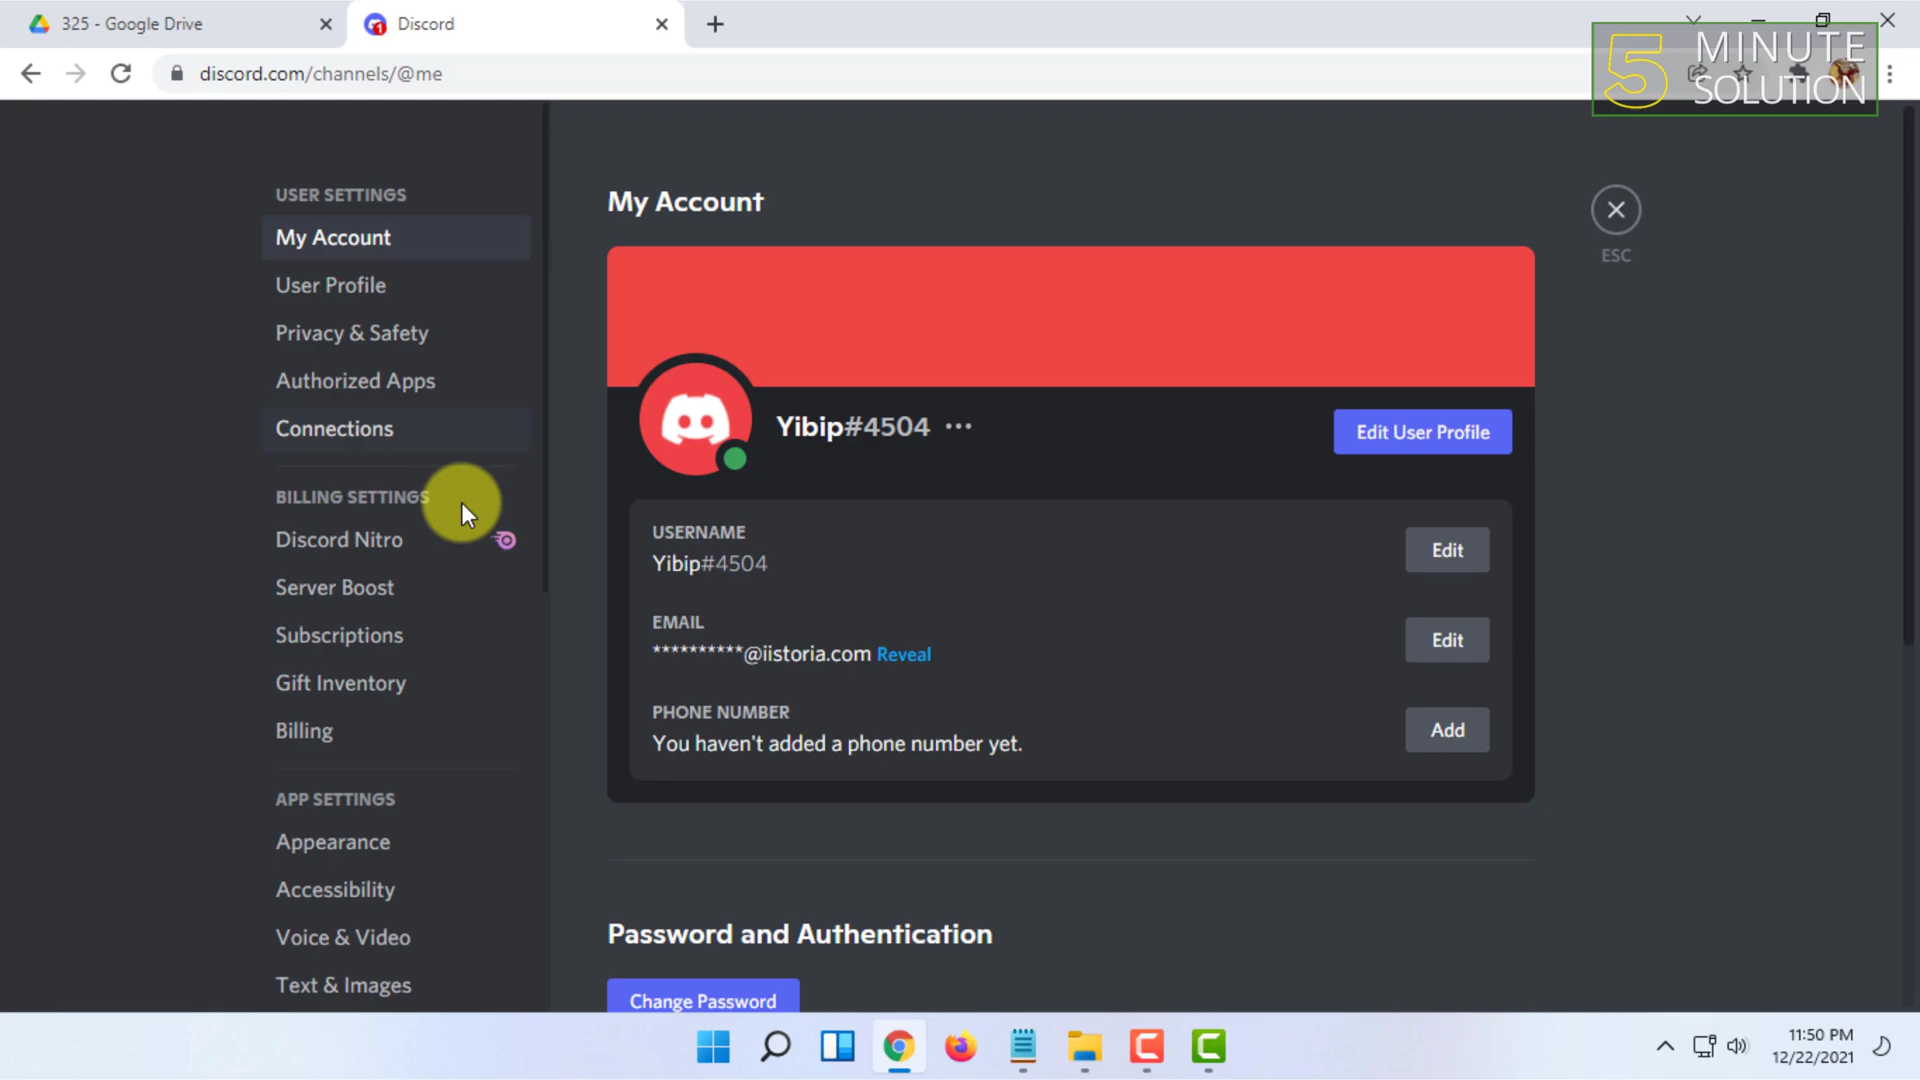 325 - Google Drive
Discord
discord.com/channels/@me
5 MINUTE SOLUTION
USER SETTINGS
My Account
User Profile
Privacy & Safety
Authorized Apps
Connections
BILLING SETTINGS
Discord Nitro
Server Boost
Subscriptions
Gift Inventory
Billing
APP SETTINGS
Appearance
Accessibility
Voice & Video
Text & Images
My Account
ESC
Yibip#4504
Edit User Profile
USERNAME
Yibip#4504
Edit
EMAIL
**********@iistoria.com Reveal
Edit
PHONE NUMBER
You haven't added a phone number yet.
Add
Password and Authentication
Change Password
11:50 PM
12/22/2021